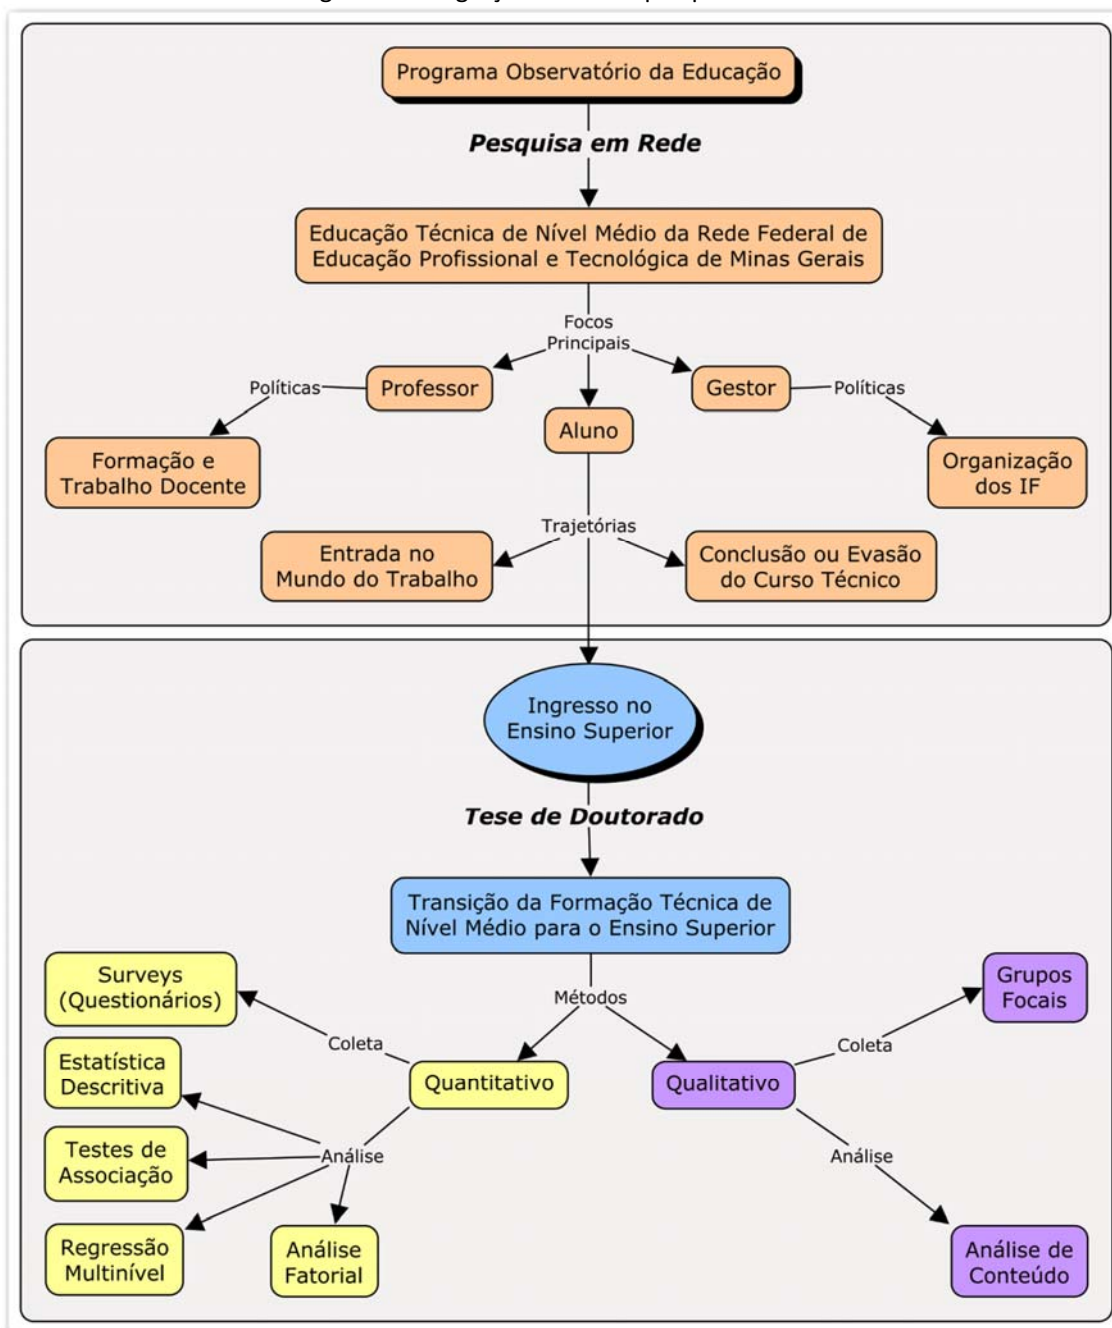 Programa Observatório da Educação
Pesquisa em Rede
Educação Técnica de Nível Médio da Rede Federal de
Educação Profissional e Tecnológica de Minas Gerais
Focos
Principais
Políticas
Professor
Gestor
Políticas
Aluno
Formação e
Trabalho Docente
Organização
dos IF
Trajetórias
Entrada no
Mundo do Trabalho
Conclusão ou Evasão
do Curso Técnico
Ingresso no
Ensino Superior
Tese de Doutorado
Transição da Formação Técnica de
Nível Médio para o Ensino Superior
Métodos
Surveys
(Questionários)
Grupos
Focais
Coleta
Coleta
Quantitativo
Qualitativo
Estatística
Descritiva
Testes de
Associação
Análise
Análise
Regressão
Multinível
Análise
Fatorial
Análise de
Conteúdo